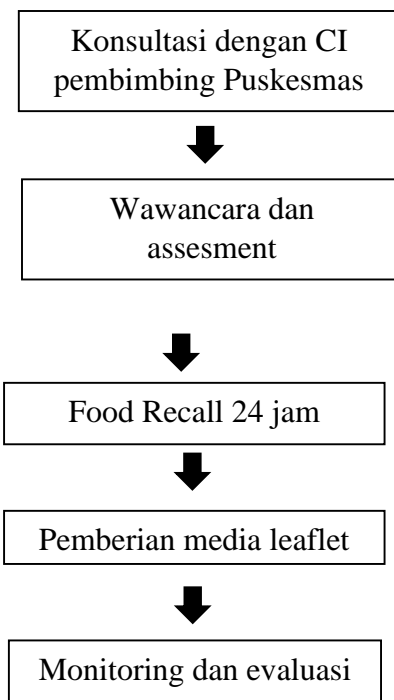 Konsultasi dengan CI
pembimbing Puskesmas
Wawancara dan
assesment
Food Recall 24 jam
Pemberian media leaflet
Monitoring dan evaluasi